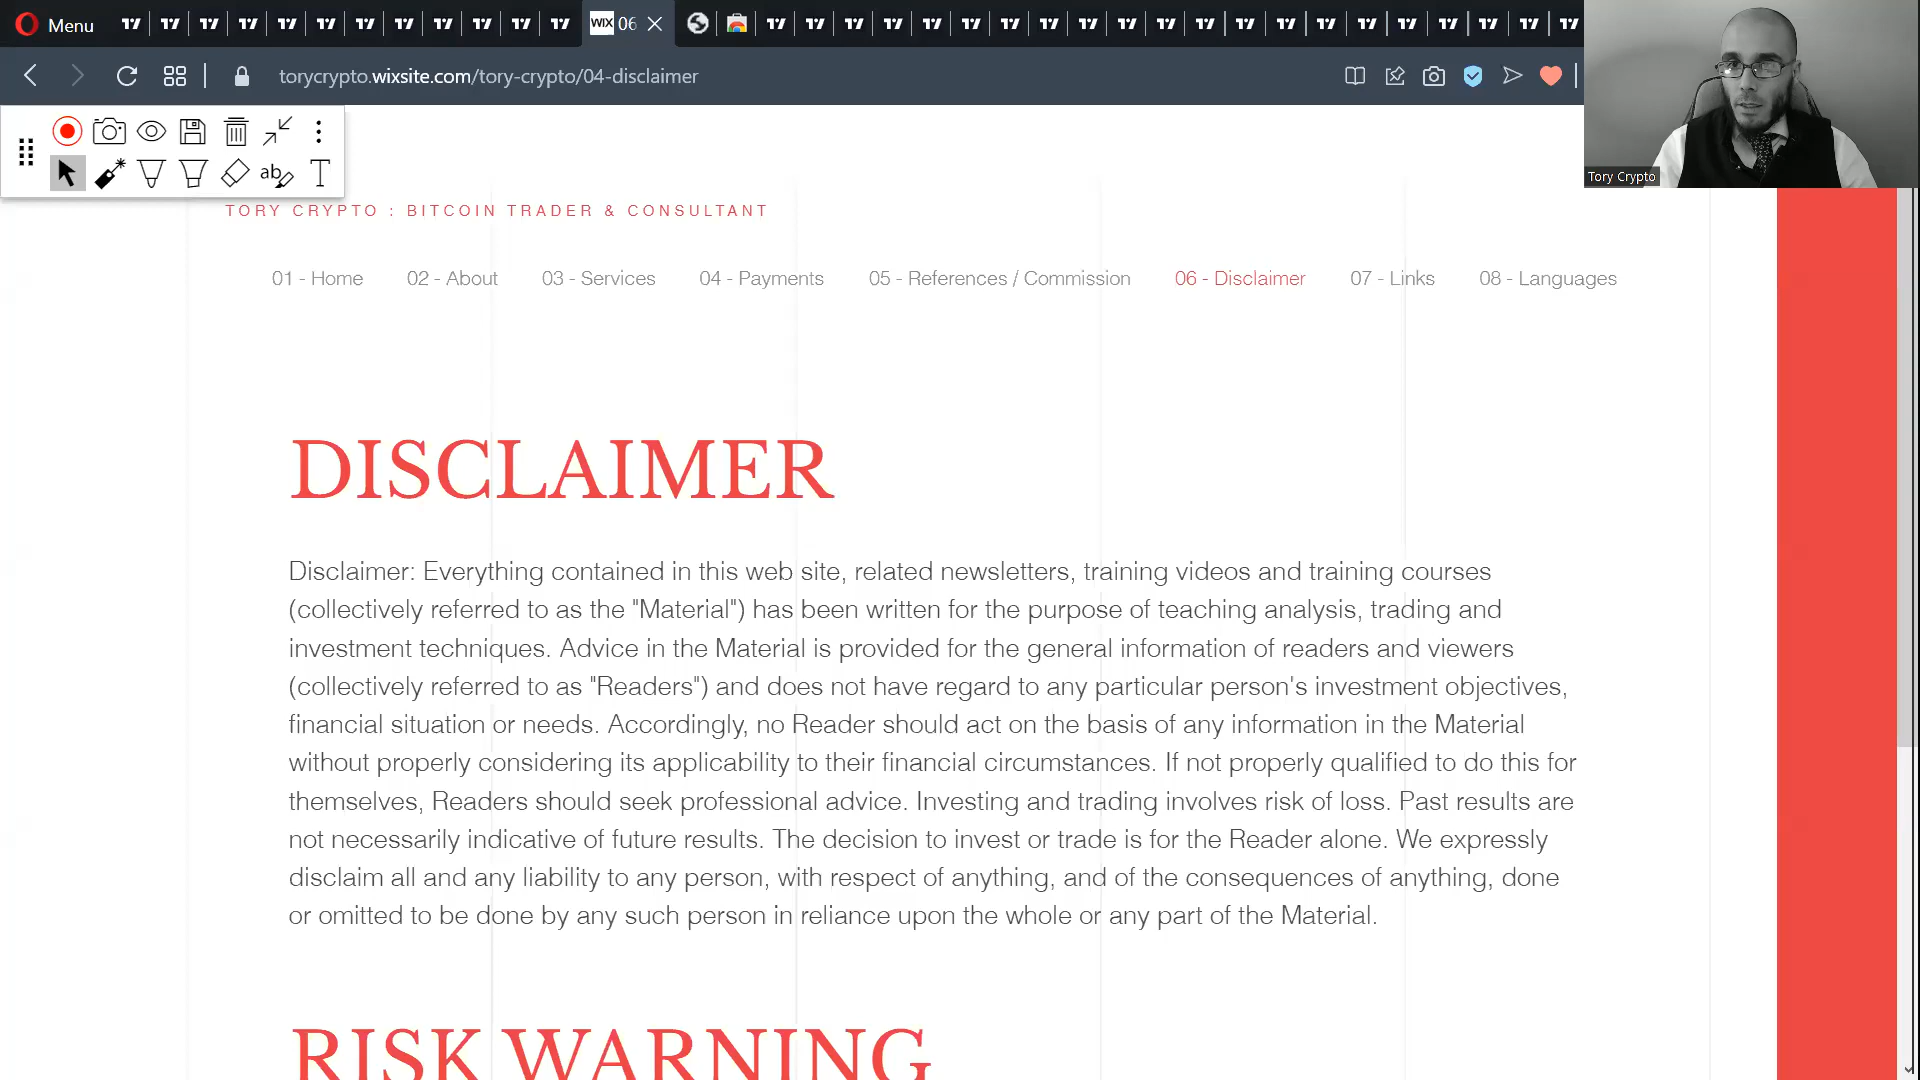 Menu
WIX 06
torycrypto.wixsite.com/tory-crypto/04-disclaimer
ab
T
Tory Crypto
TORY CRYPTO : BITCOIN TRADER & CONSULTANT
01 - Home 02 - About 03 - Services 04 - Payments 05 - References / Commission 06 - Disclaimer 07 - Links 08 - Languages
DISCLAIMER
Disclaimer: Everything contained in this web site, related newsletters, training videos and training courses
(collectively referred to as the "Material") has been written for the purpose of teaching analysis, trading and
investment techniques. Advice in the Material is provided for the general information of readers and viewers
(collectively referred to as "Readers") and does not have regard to any particular person's investment objectives,
financial situation or needs. Accordingly, no Reader should act on the basis of any information in the Material
without properly considering its applicability to their financial circumstances. If not properly qualified to do this for
themselves, Readers should seek professional advice. Investing and trading involves risk of loss. Past results are
not necessarily indicative of future results. The decision to invest or trade is for the Reader alone. We expressly
disclaim all and any liability to any person, with respect of anything, and of the consequences of anything, done
or omitted to be done by any such person in reliance upon the whole or any part of the Material.
RISK WARNING